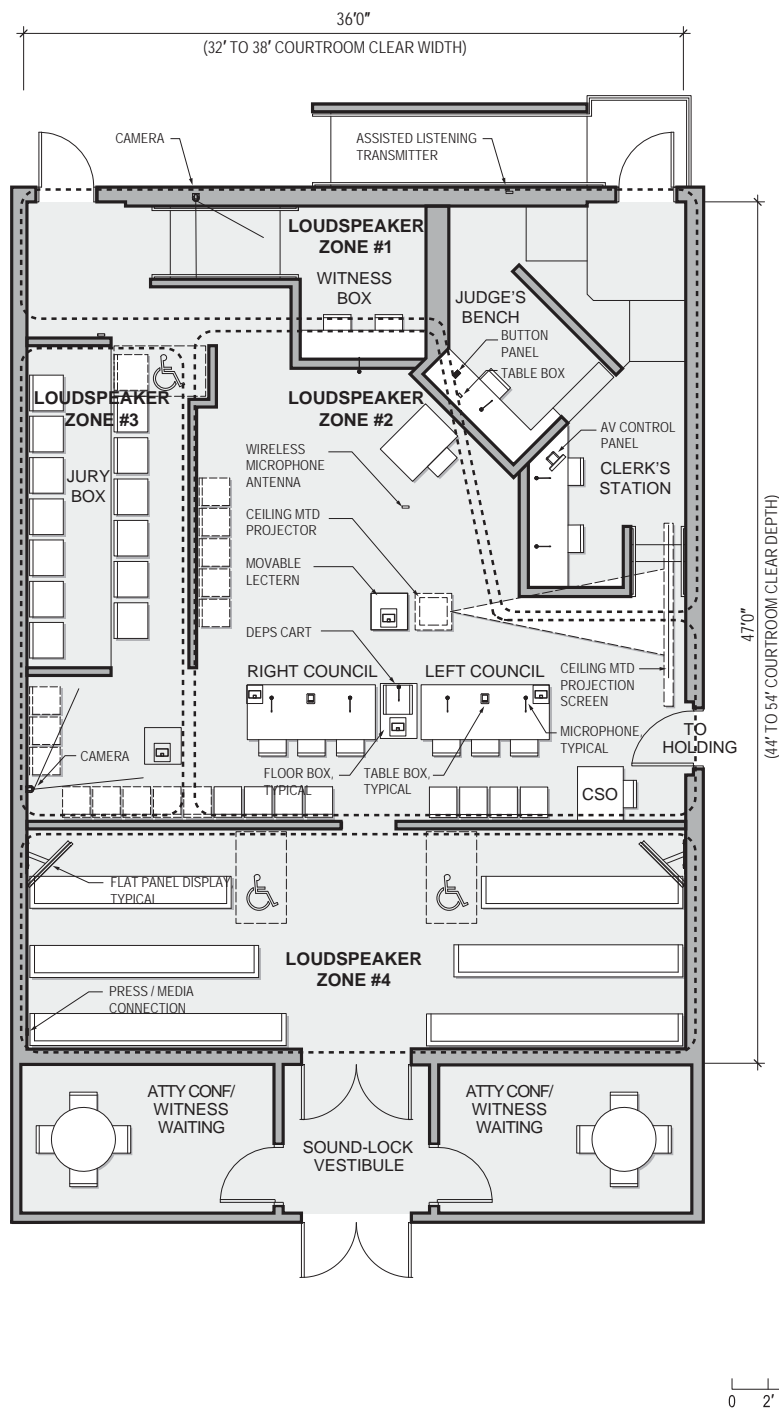 36′0″
(32′ TO 38′ COURTROOM CLEAR WIDTH)
CAMERA
ASSISTED LISTENING
TRANSMITTER
LOUDSPEAKER
ZONE #1
WITNESS
BOX
JUDGE'S
BENCH
BUTTON
PANEL
TABLE BOX
LOUDSPEAKER
ZONE #3
LOUDSPEAKER
ZONE #2
JURY
BOX
WIRELESS
MICROPHONE
ANTENNA
AV CONTROL
PANEL
CLERK'S
STATION
CEILING MTD
PROJECTOR
MOVABLE
LECTERN
DEPS CART
47′0″
(44′ TO 54′ COURTROOM CLEAR DEPTH)
RIGHT COUNCIL
LEFT COUNCIL
CEILING MTD
PROJECTION
SCREEN
MICROPHONE,
TYPICAL
TO
HOLDING
CAMERA
FLOOR BOX,
TYPICAL
TABLE BOX,
TYPICAL
CSO
FLAT PANEL DISPLAY,
TYPICAL
LOUDSPEAKER
ZONE #4
PRESS / MEDIA
CONNECTION
ATTY CONF/
WITNESS
WAITING
ATTY CONF/
WITNESS
WAITING
SOUND-LOCK
VESTIBULE
0 2′